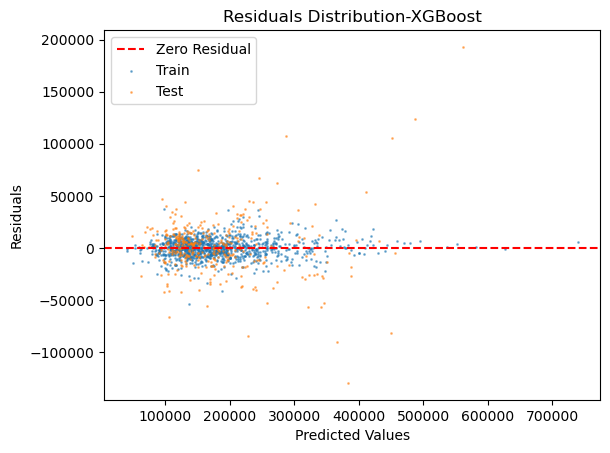 Residuals Distribution-XGBoost
Zero Residual
Train
Test
200000
150000
100000
50000
0
−50000
−100000
Residuals
100000 200000 300000 400000 500000 600000 700000
Predicted Values